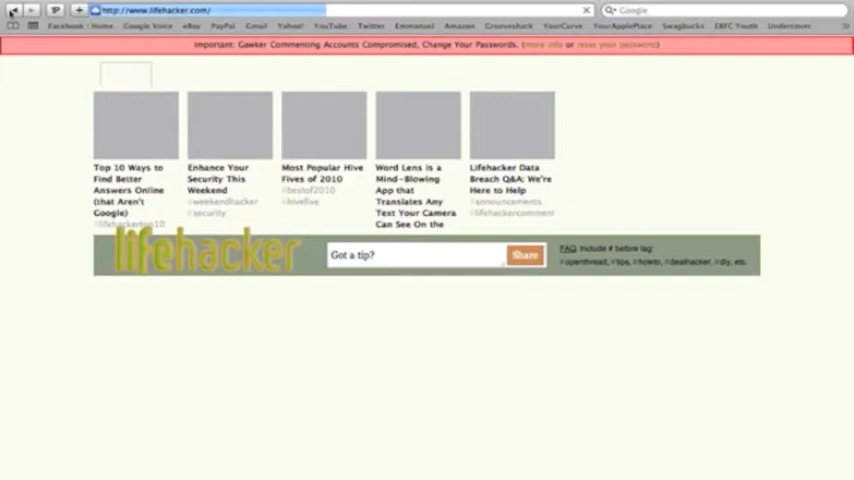 http://www.lifehacker.com/
Google
Facebook : Home Google Voice eBay PayPal Gmail Yahoo! YouTube Twitter Emmanuel Amazon Grooveshark YourCurve YourApplePlace Swagbucks EBFC Youth Undercover
Important: Gawker Commenting Accounts Compromised, Change Your Passwords. (more info or reset your password)
Top 10 Ways to
Find Better
Answers Online
(that Aren't
Google)
#lifehackertop10
Enhance Your
Security This
Weekend
#weekendhacker
#security
Most Popular Hive
Fives of 2010
#bestof2010
#hivefive
Word Lens is a
Mind-Blowing
App that
Translates Any
Text Your Camera
Can See On the
Lifehacker Data
Breach Q&A: We're
Here to Help
#announcements
#lifehackercomment
lifehacker
Got a tip?
Share
FAQ: Include # before tag:
#openthread, #tips, #howto, #dealhacker, #diy, etc.